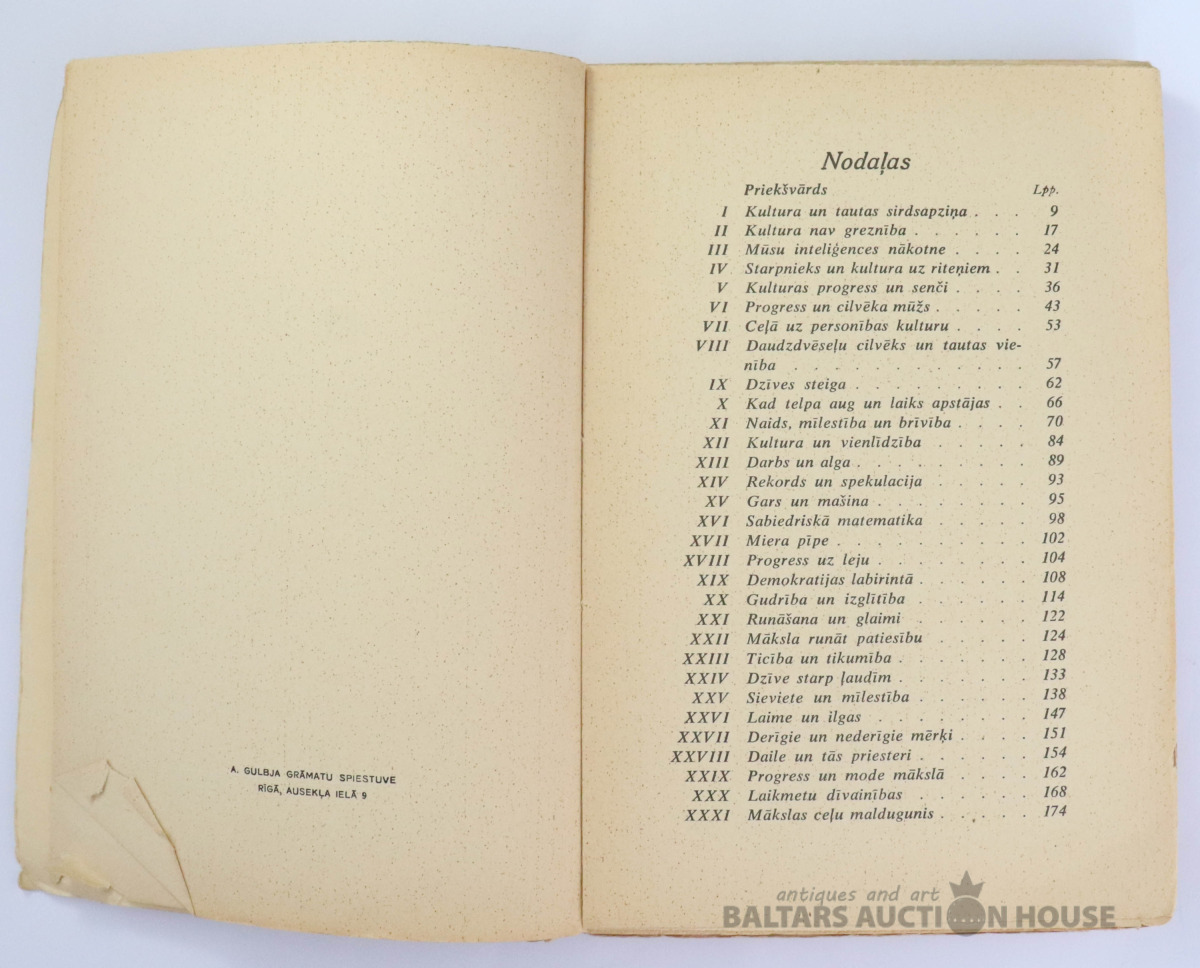 A. GULBJA GRĀMATU SPIESTUVE
RĪGĀ, AUSEKĻA IELĀ 9
Nodaļas
Priekšvārds Lpp.
I Kultura un tautas sirdsapziņa . . . 9
II Kultura nav greznība . . . . . . 17
III Mūsu inteliģences nākotne . . . . 24
IV Starpnieks un kultura uz riteņiem . . 31
V Kulturas progress un senči . . . . 36
VI Progress un cilvēka mūžs . . . . . 43
VII Ceļā uz personības kulturu . . . . 53
VIII Daudzdvēseļu cilvēks un tautas vie-
nība . . . . . . . . . . . . 57
IX Dzīves steiga . . . . . . . . . 62
X Kad telpa aug un laiks apstājas . . 66
XI Naids, mīlestība un brīvība . . . . 70
XII Kultura un vienlīdzība . . . . . 84
XIII Darbs un alga . . . . . . . . . 89
XIV Rekords un spekulacija . . . . . 93
XV Gars un mašina . . . . . . . . 95
XVI Sabiedriskā matematika . . . . . 98
XVII Miera pīpe . . . . . . . . . . 102
XVIII Progress uz leju . . . . . . . . 104
XIX Demokratijas labirintā . . . . . . 108
XX Gudrība un izglītība . . . . . . 114
XXI Runāšana un glaimi . . . . . . 122
XXII Māksla runāt patiesību . . . . . 124
XXIII Ticība un tikumība . . . . . . . 128
XXIV Dzīve starp ļaudīm . . . . . . . 133
XXV Sieviete un mīlestība . . . . . . 138
XXVI Laime un ilgas . . . . . . . . 147
XXVII Derīgie un nederīgie mērķi . . . . 151
XXVIII Daile un tās priesteri . . . . . . 154
XXIX Progress un mode mākslā . . . . 162
XXX Laikmetu dīvainības . . . . . . 168
XXXI Mākslas ceļu maldugunis . . . . . 174
antiques and art
BALTARS AUCTION HOUSE